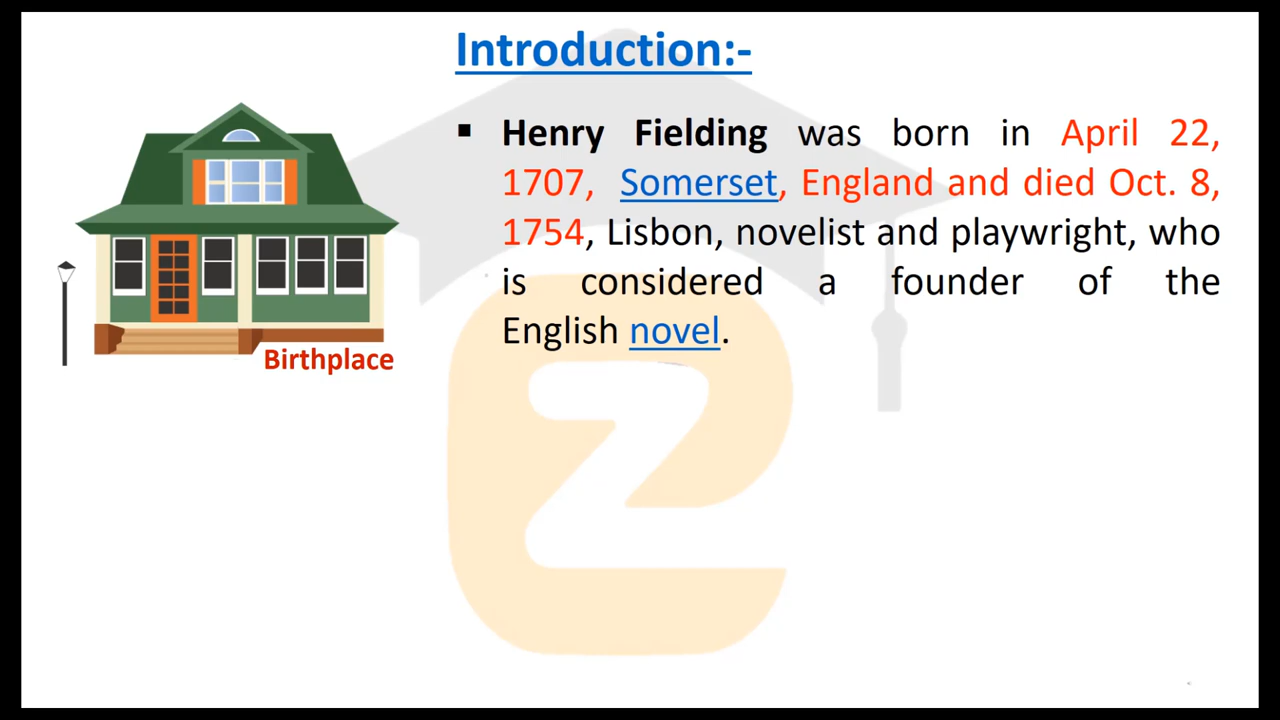 Introduction:-
▪ Henry Fielding was born in April 22,
1707, Somerset, England and died Oct. 8,
1754, Lisbon, novelist and playwright, who
is considered a founder of the
English novel.
Birthplace